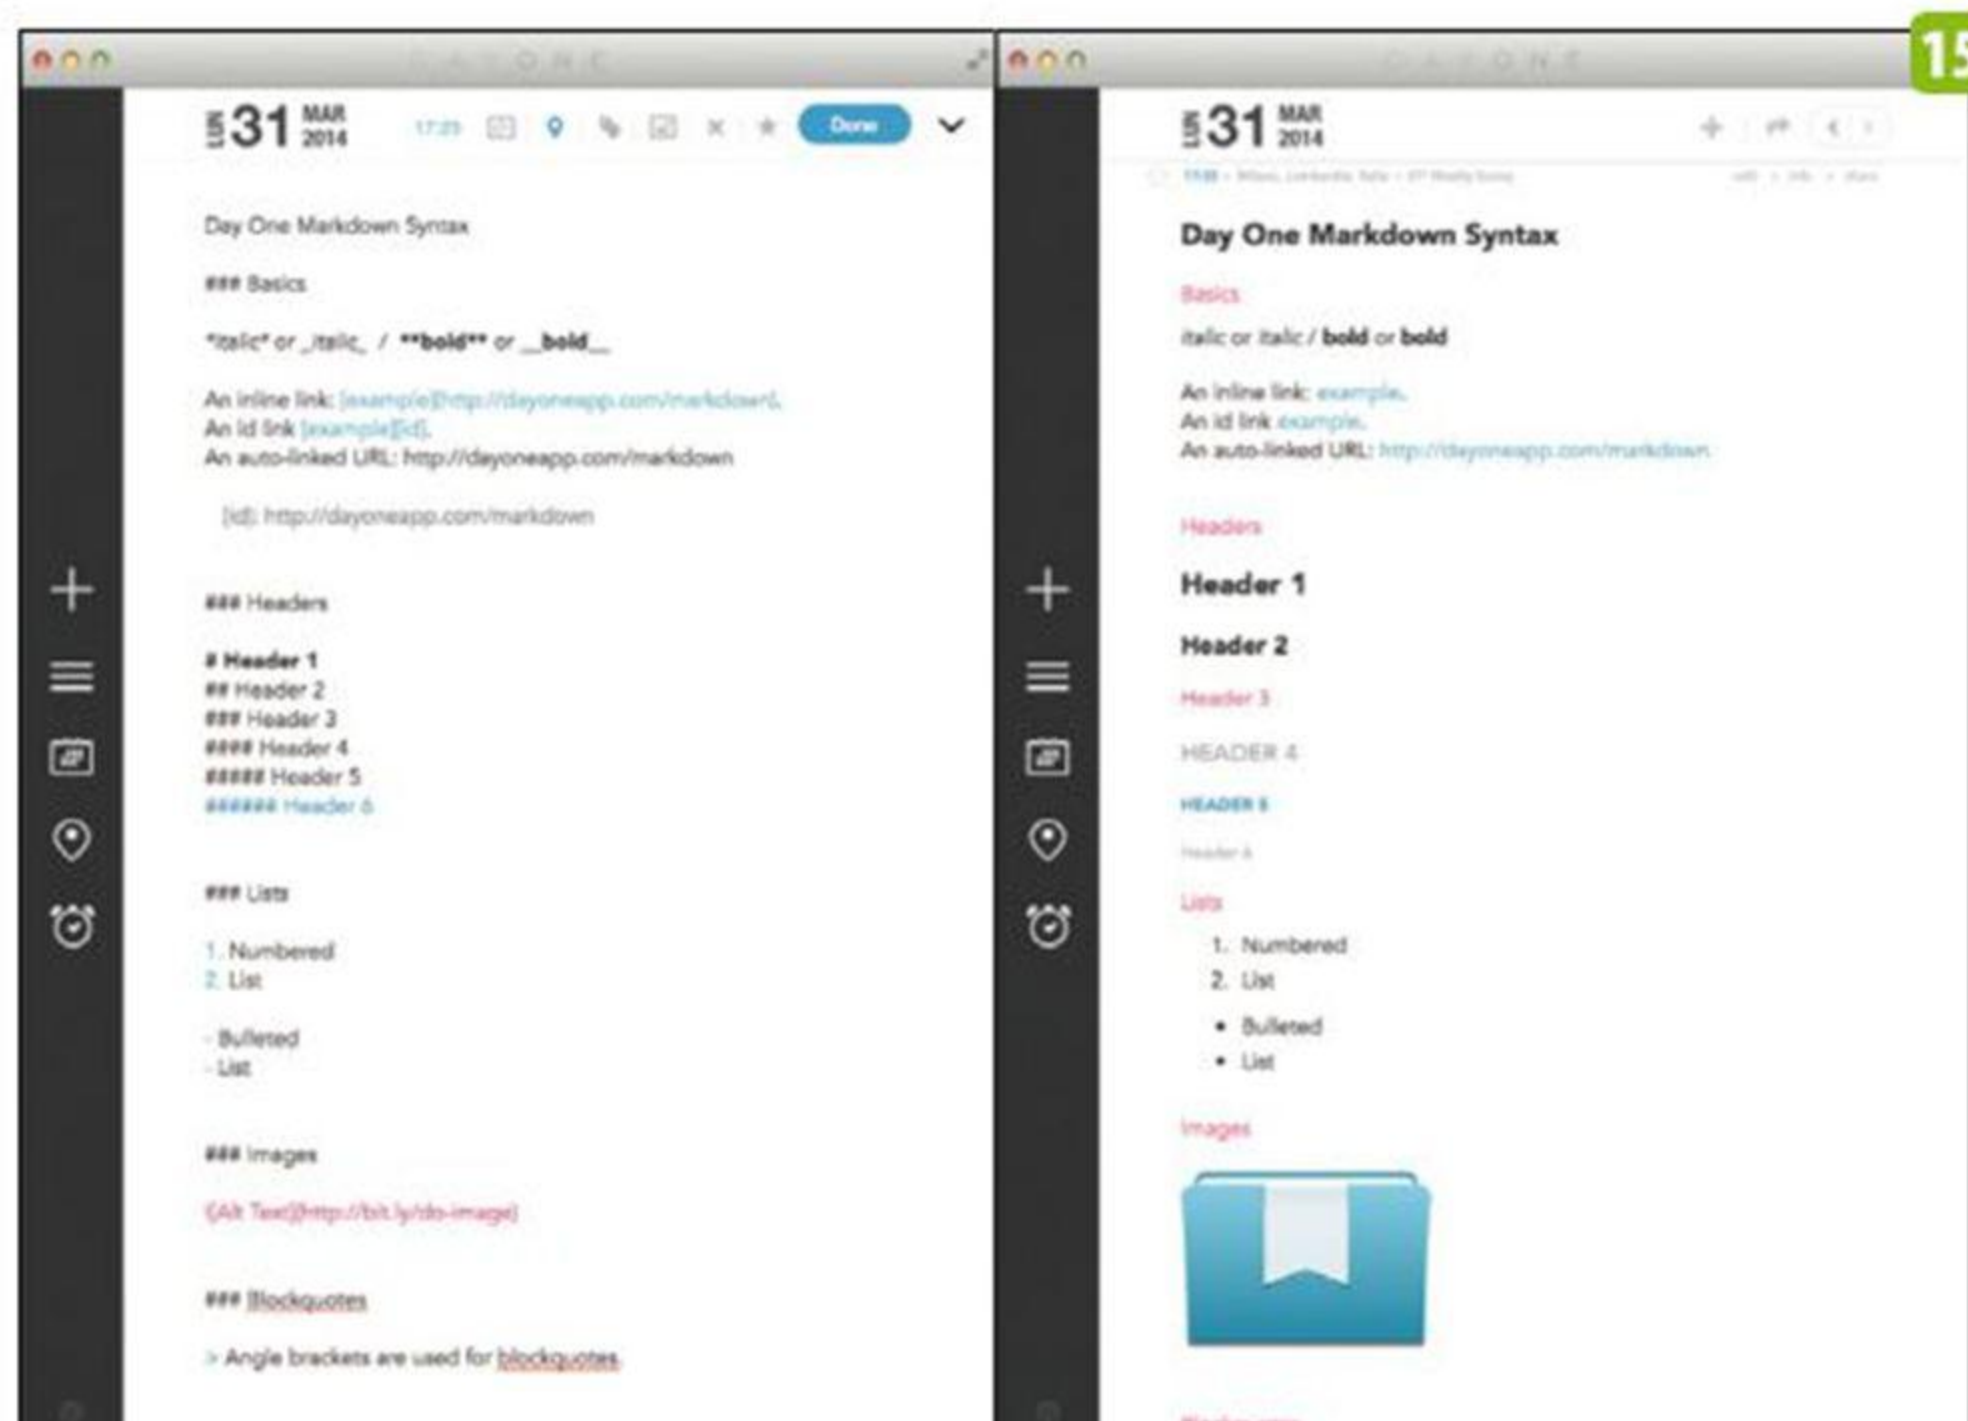 DAY ONE
LUN 31 MAR 2014
17:25
Done
Day One Markdown Syntax
### Basics
*italic* or _italic_ / **bold** or __bold__
An inline link: [example](http://dayoneapp.com/markdown).
An id link [example][id].
An auto-linked URL: http://dayoneapp.com/markdown
[id]: http://dayoneapp.com/markdown
### Headers
# Header 1
## Header 2
### Header 3
#### Header 4
##### Header 5
###### Header 6
### Lists
1. Numbered
2. List
- Bulleted
- List
### Images
![Alt Text](http://bit.ly/do-image)
### Blockquotes
> Angle brackets are used for blockquotes.
DAY ONE
15
LUN 31 MAR 2014
Day One Markdown Syntax
Basics
italic or italic / bold or bold
An inline link: example.
An id link example.
An auto-linked URL: http://dayoneapp.com/markdown
Headers
Header 1
Header 2
Header 3
HEADER 4
HEADER 5
Header 6
Lists
1. Numbered
2. List
• Bulleted
• List
Images